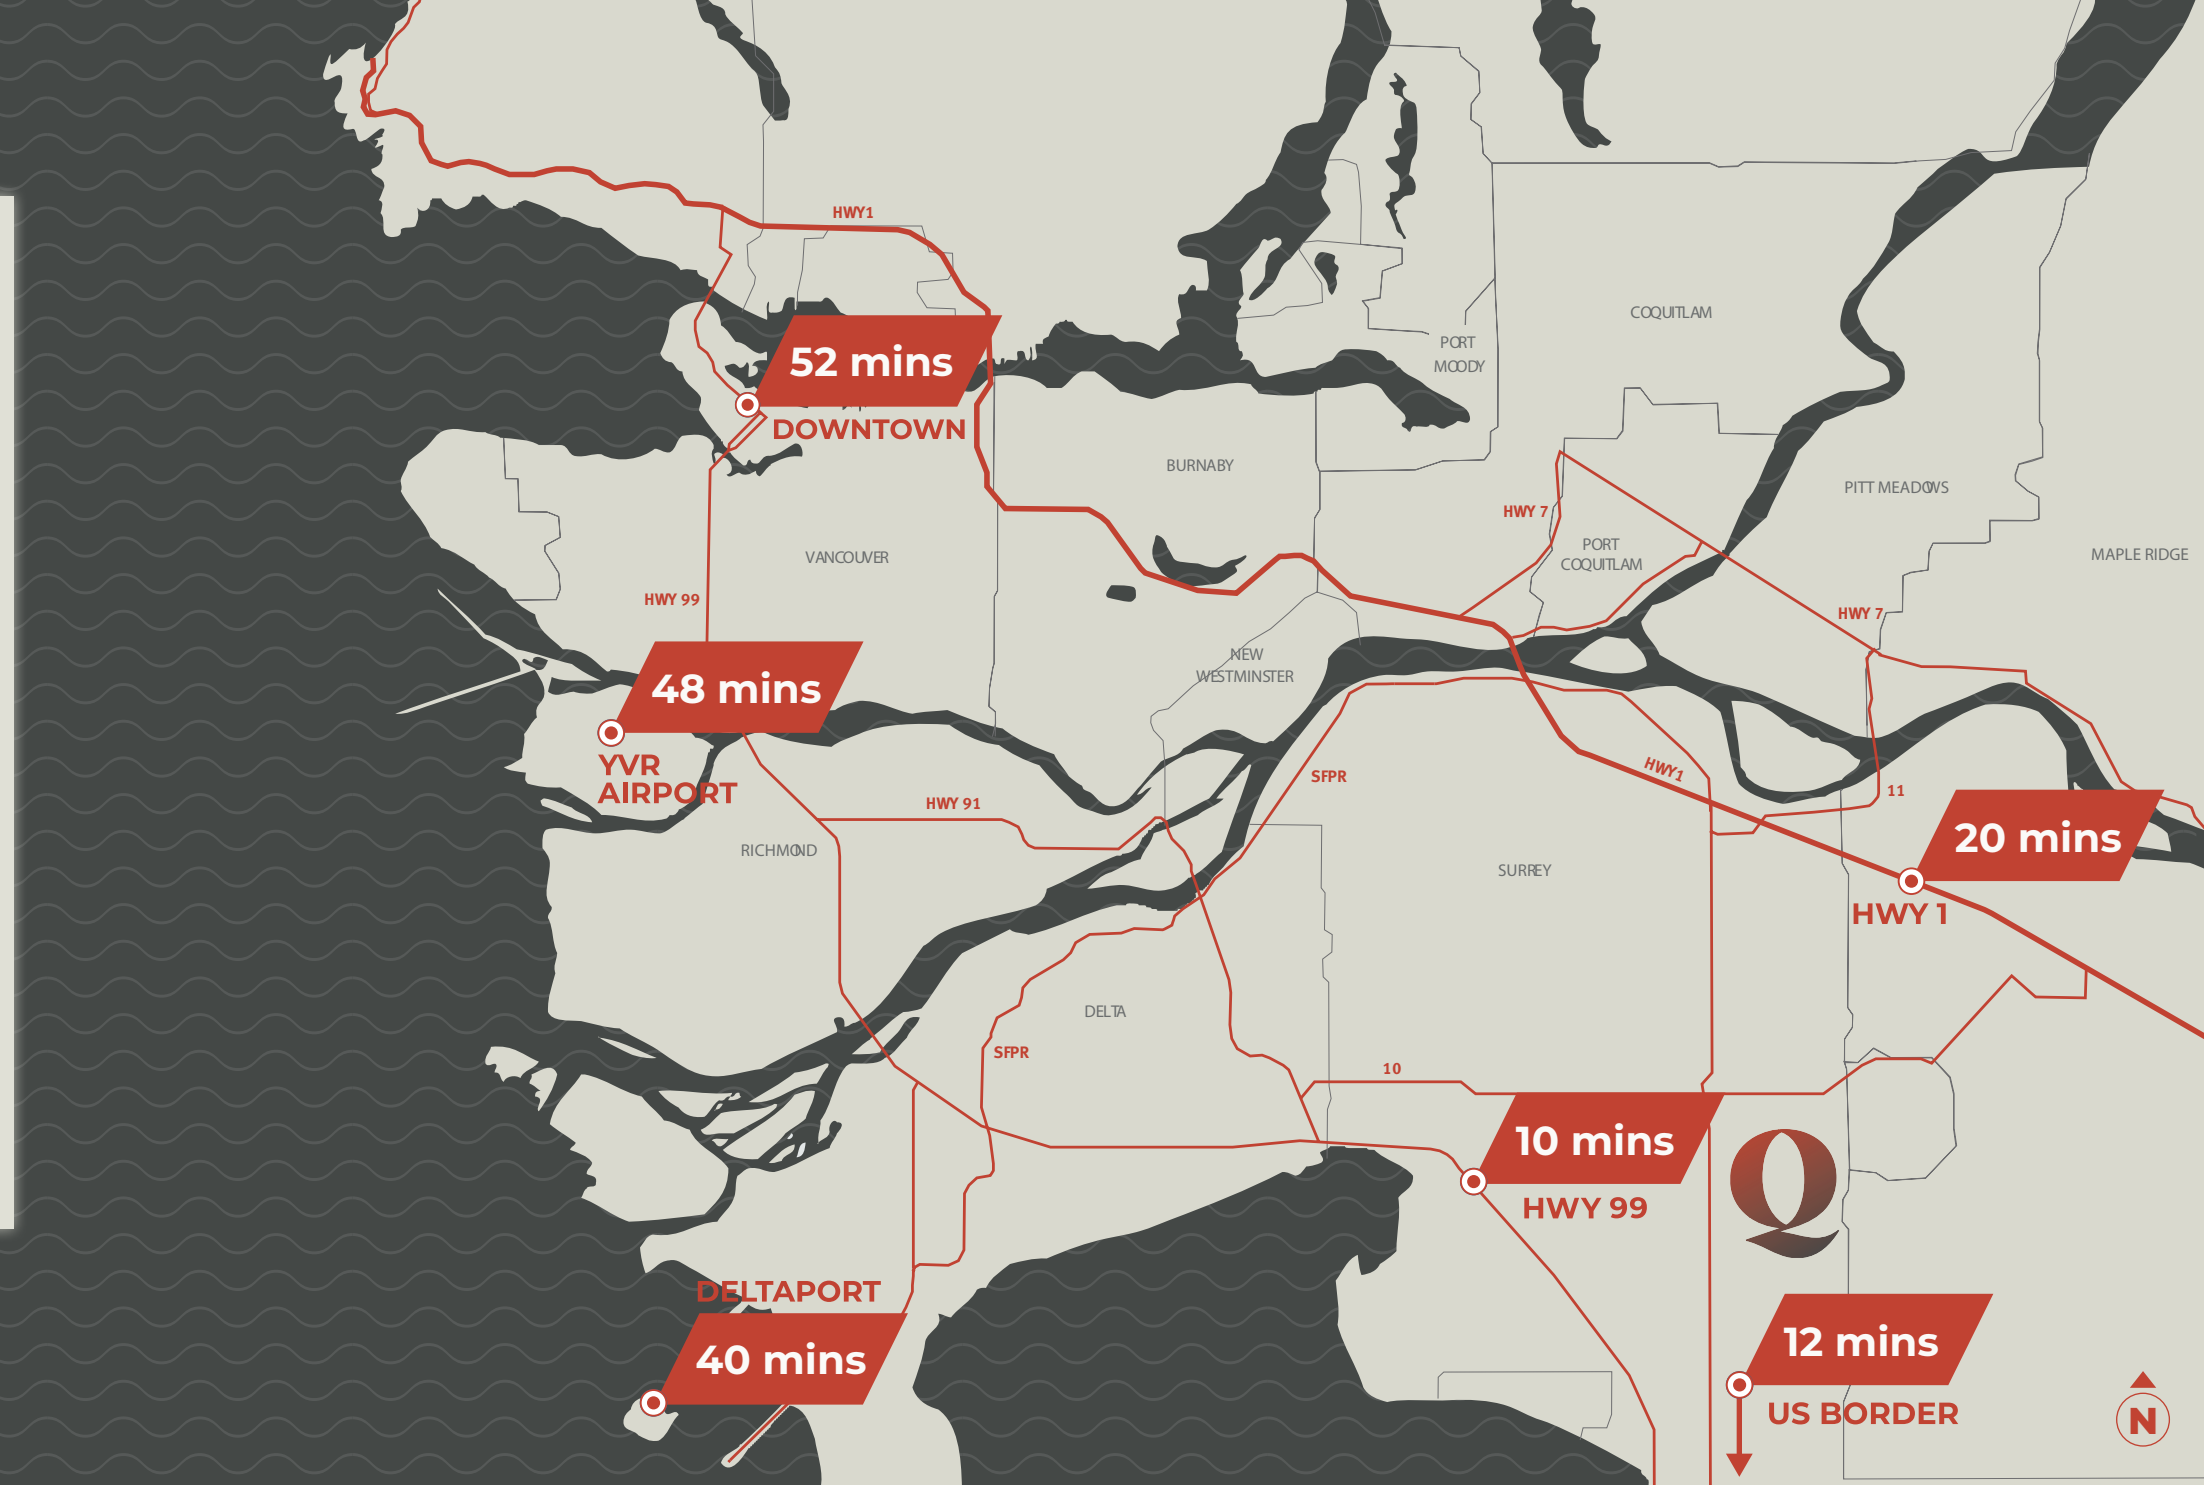 HWY1
COQUITLAM
PORT
MOODY
52 mins
DOWNTOWN
BURNABY
PITT MEADOWS
HWY 7
VANCOUVER
PORT
COQUITLAM
MAPLE RIDGE
HWY 99
HWY 7
NEW
WESTMINSTER
48 mins
YVR
AIRPORT
SFPR
HWY1
11
HWY 91
20 mins
RICHMOND
SURREY
HWY 1
DELTA
SFPR
10
10 mins
HWY 99
Q
DELTAPORT
40 mins
12 mins
US BORDER
N